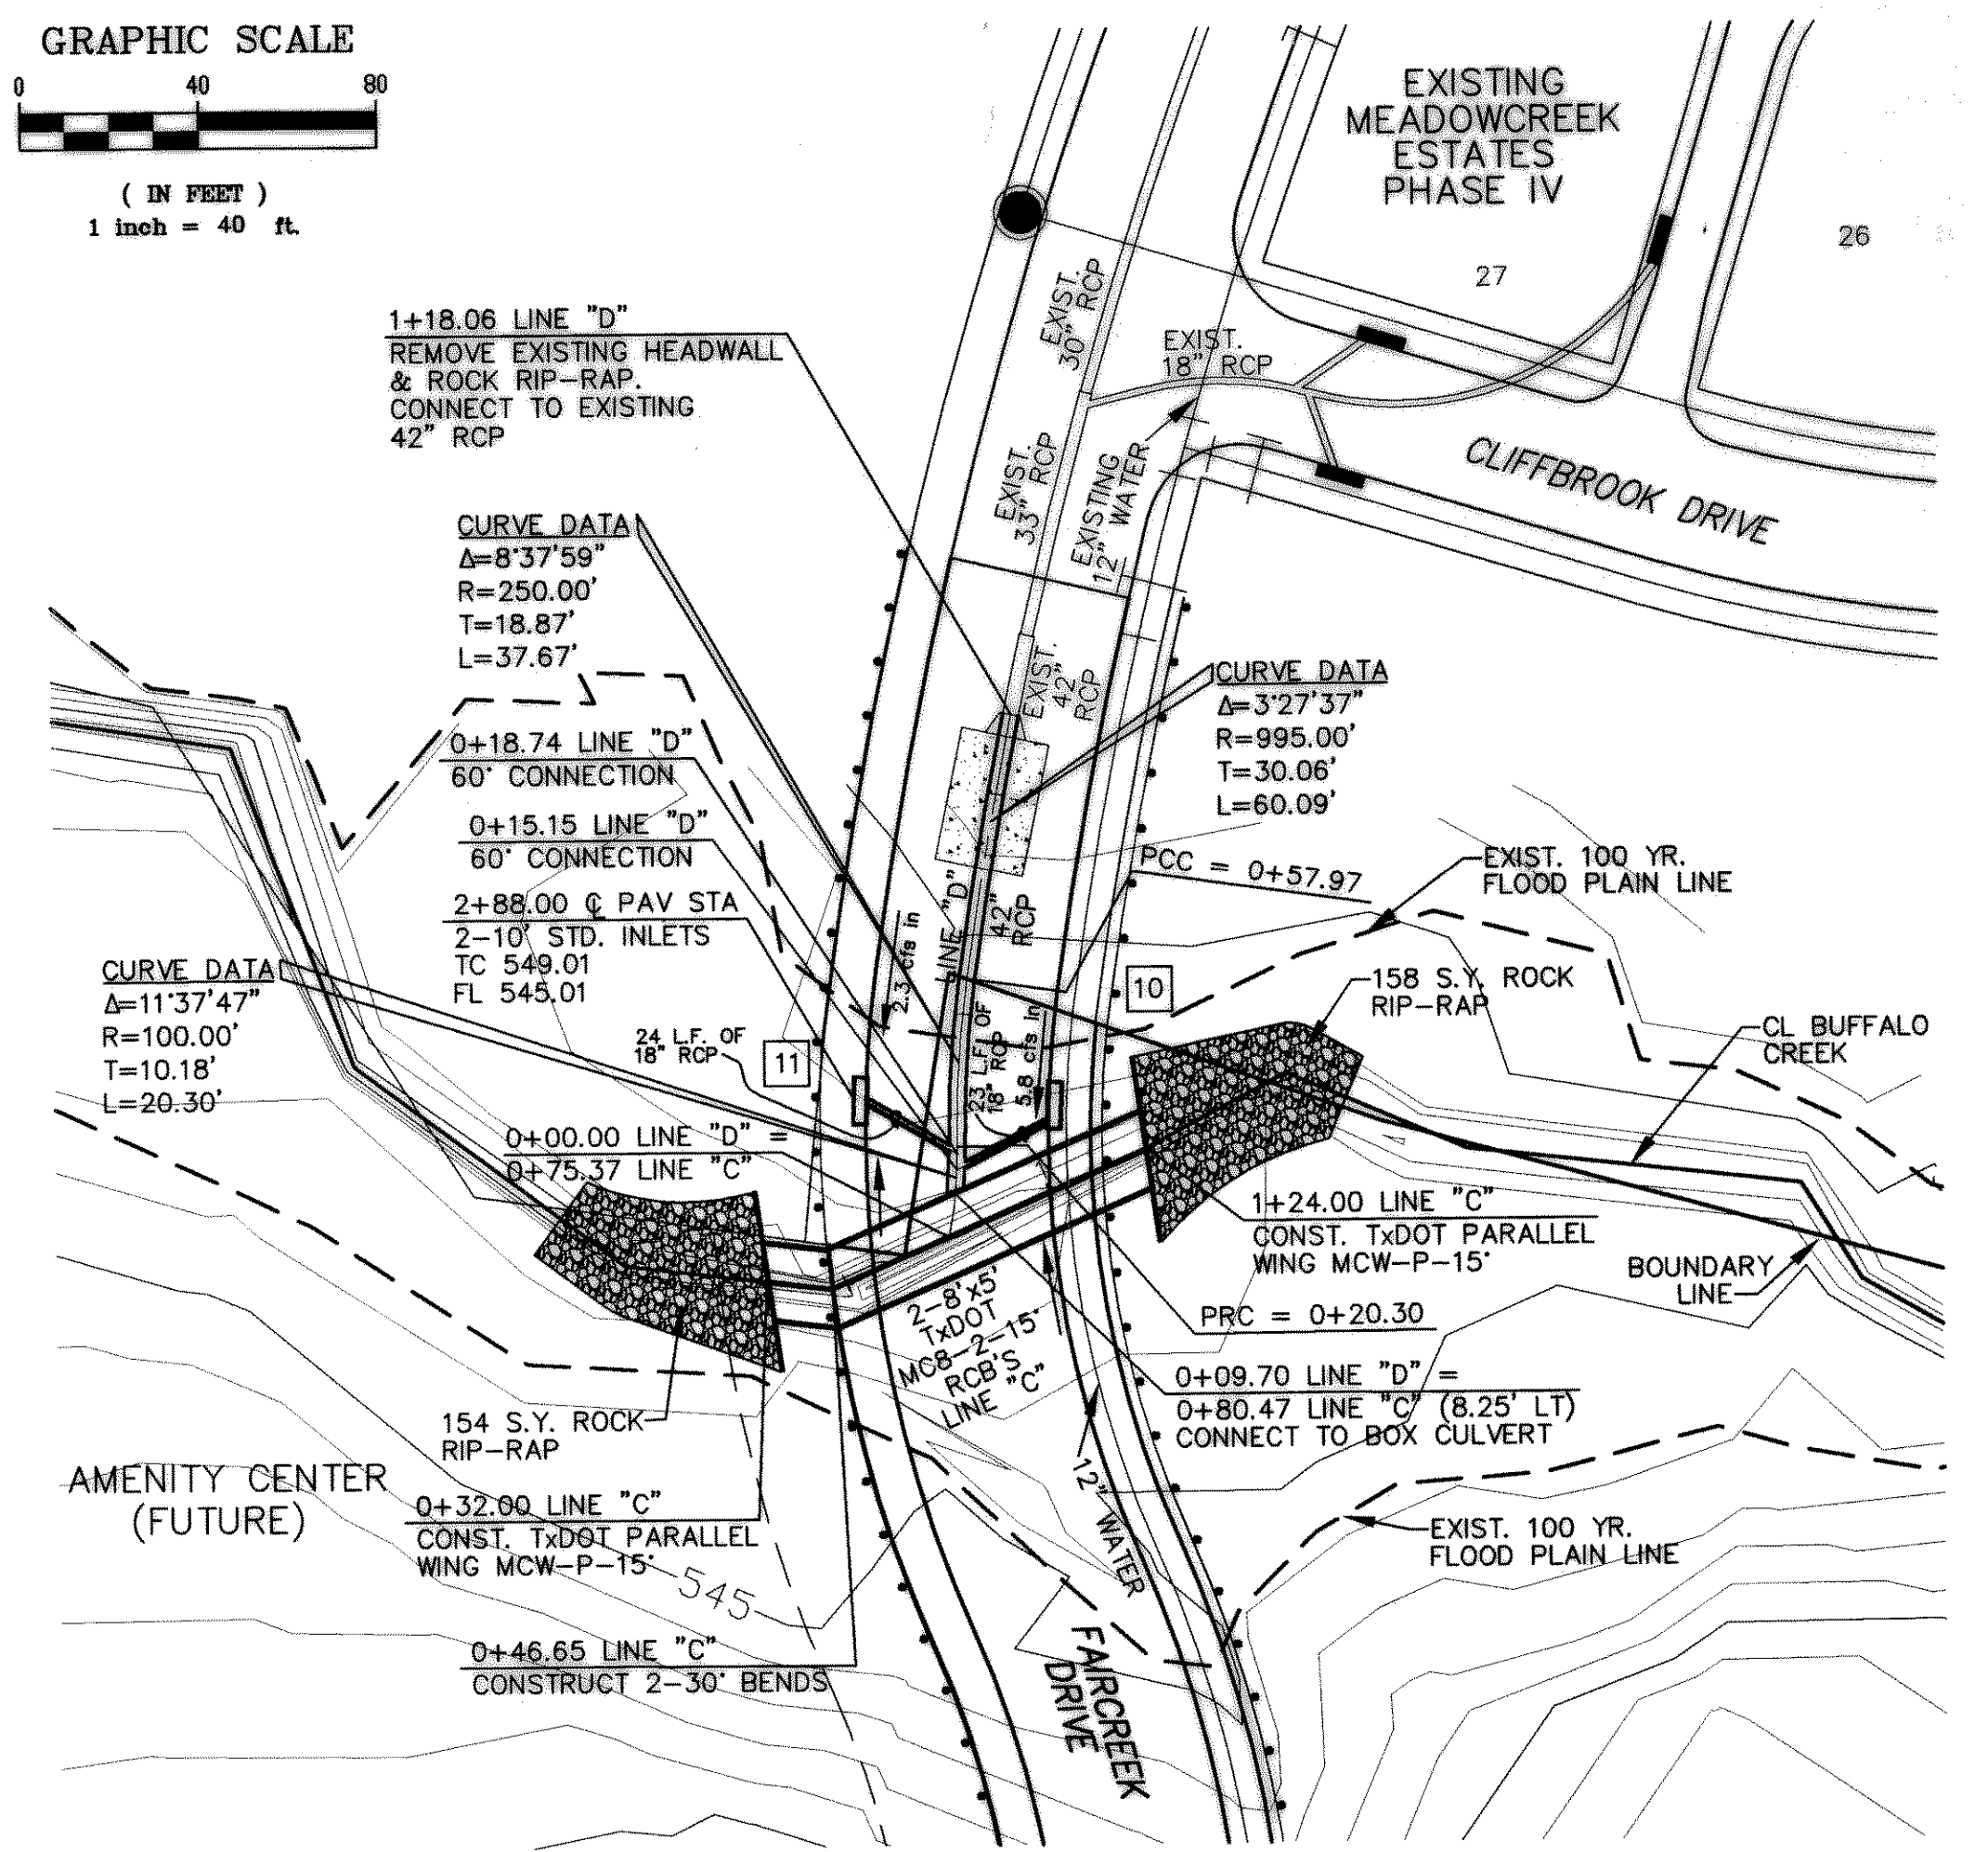 GRAPHIC SCALE
0 40 80
( IN FEET )
1 inch = 40 ft.
EXISTING
MEADOWCREEK
ESTATES
PHASE IV
27
26
1+18.06 LINE "D"
REMOVE EXISTING HEADWALL
& ROCK RIP-RAP.
CONNECT TO EXISTING
42" RCP
EXIST.
30" RCP
EXIST.
18" RCP
EXIST.
33" RCP
EXISTING
12" WATER
CLIFFBROOK DRIVE
CURVE DATA
Δ=8°37'59"
R=250.00'
T=18.87'
L=37.67'
EXIST.
42"
RCP
CURVE DATA
Δ=3°27'37"
R=995.00'
T=30.06'
L=60.09'
0+18.74 LINE "D"
60° CONNECTION
0+15.15 LINE "D"
60° CONNECTION
2+88.00 ℄ PAV STA
2-10' STD. INLETS
TC 549.01
FL 545.01
PCC = 0+57.97
EXIST. 100 YR.
FLOOD PLAIN LINE
LINE "D"
42"
RCP
2.3 cfs in
CURVE DATA
Δ=11°37'47"
R=100.00'
T=10.18'
L=20.30'
24 L.F. OF
18" RCP
11
23 L.F. OF
18" RCP
5.8 cfs in
10
158 S.Y. ROCK
RIP-RAP
CL BUFFALO
CREEK
0+00.00 LINE "D" =
0+75.37 LINE "C"
1+24.00 LINE "C"
CONST. TxDOT PARALLEL
WING MCW-P-15°
BOUNDARY
LINE
2-8'x5'
TxDOT
MC8-2-15°
RCB'S
LINE "C"
PRC = 0+20.30
0+09.70 LINE "D" =
0+80.47 LINE "C" (8.25' LT)
CONNECT TO BOX CULVERT
154 S.Y. ROCK
RIP-RAP
AMENITY CENTER
(FUTURE)
0+32.00 LINE "C"
CONST. TxDOT PARALLEL
WING MCW-P-15°
545
12" WATER
EXIST. 100 YR.
FLOOD PLAIN LINE
0+46.65 LINE "C"
CONSTRUCT 2-30° BENDS
FAIRCREEK
DRIVE